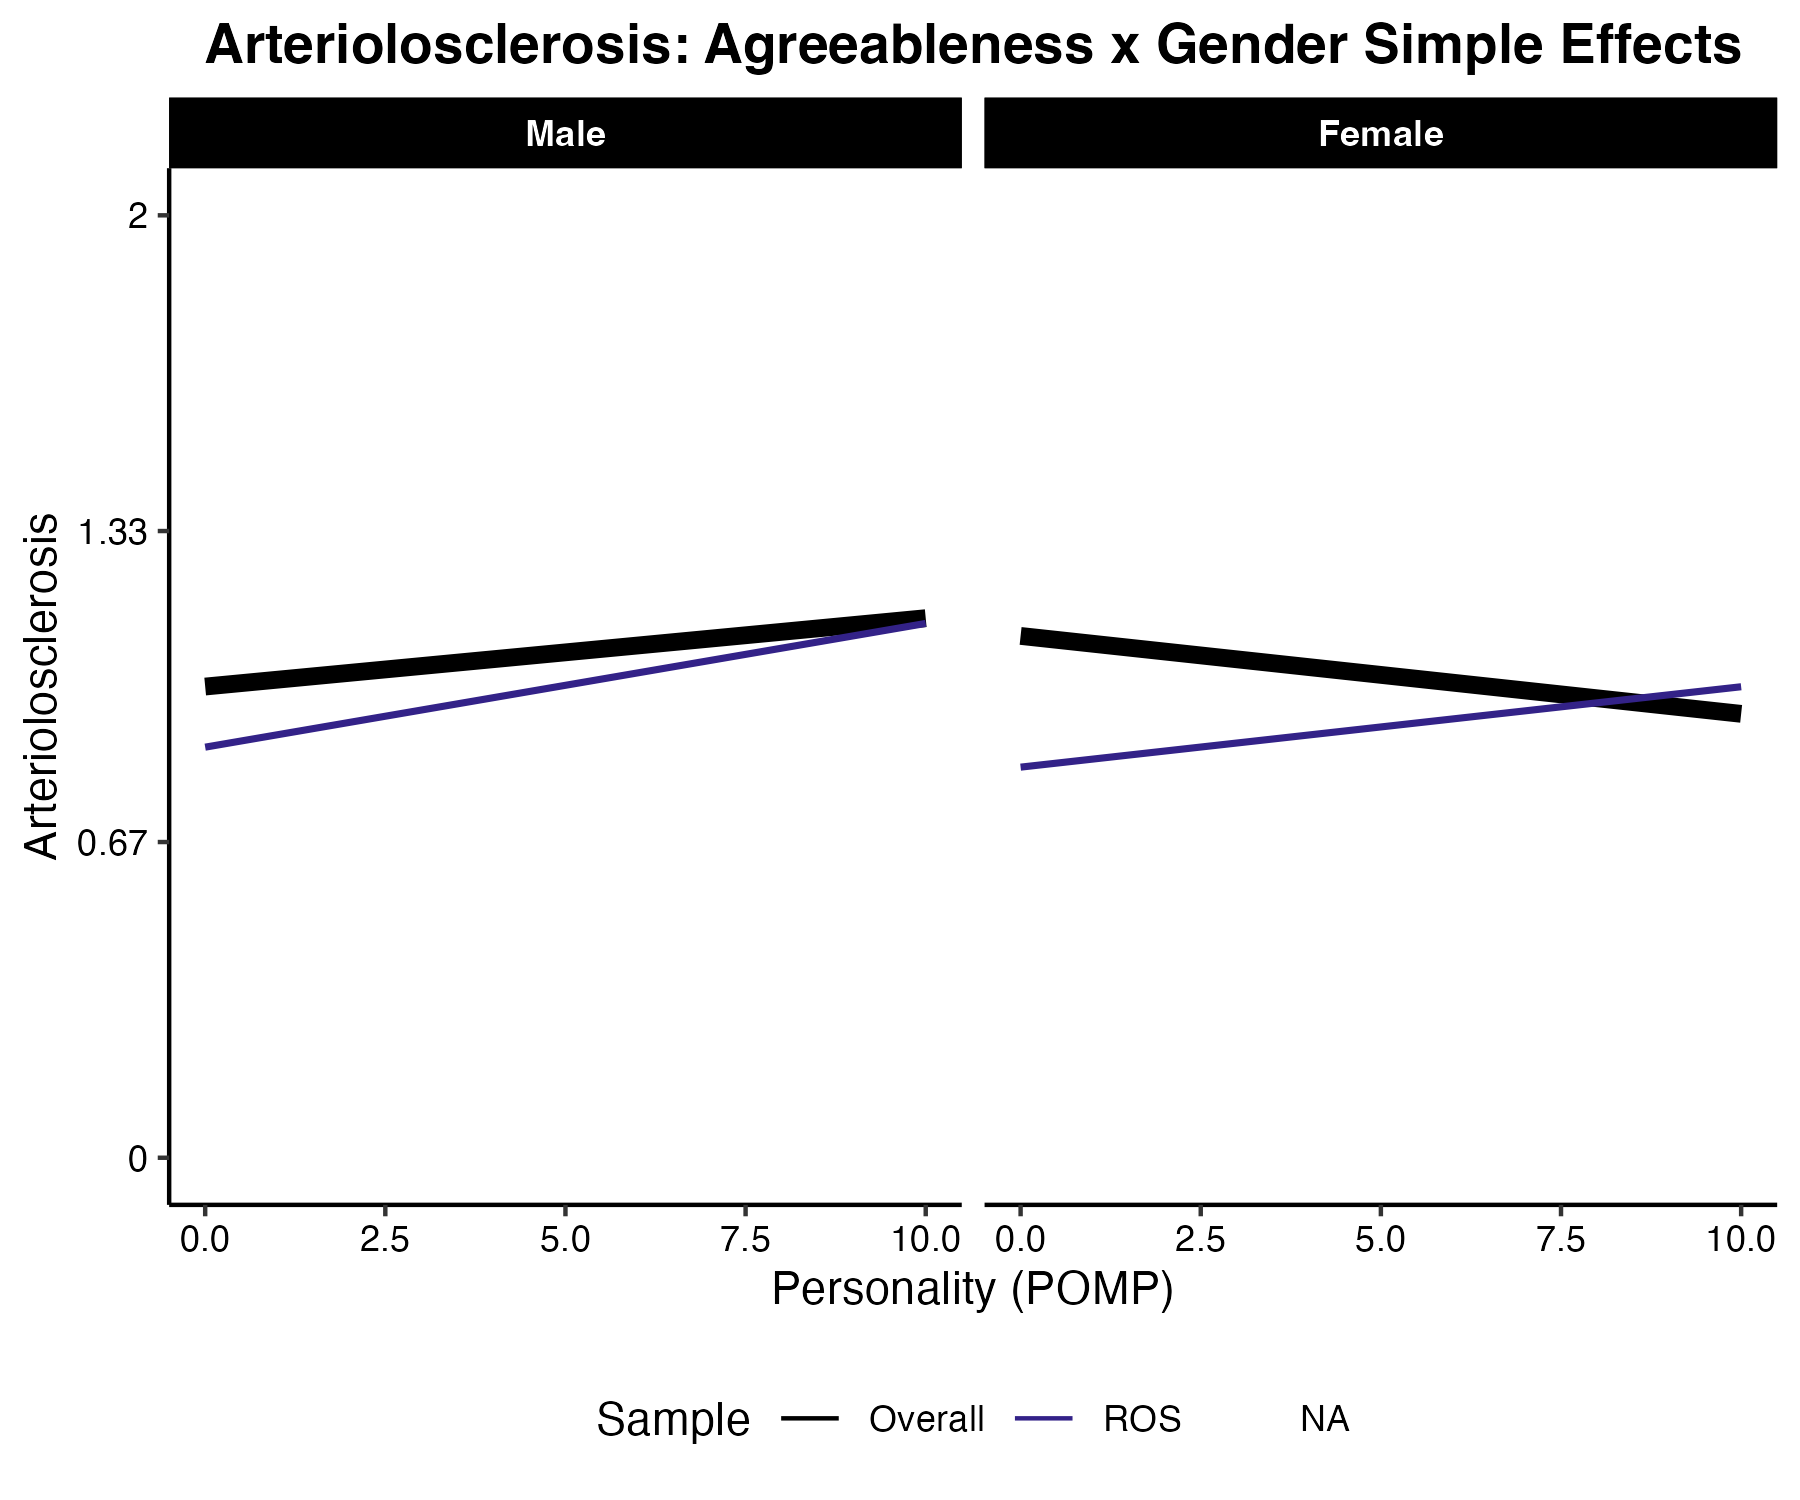 Arteriolosclerosis: Agreeableness x Gender Simple Effects
Male
Female
Arteriolosclerosis
2
1.33
0.67
0
0.0 2.5 5.0 7.5 10.0
0.0 2.5 5.0 7.5 10.0
Personality (POMP)
Sample Overall ROS NA